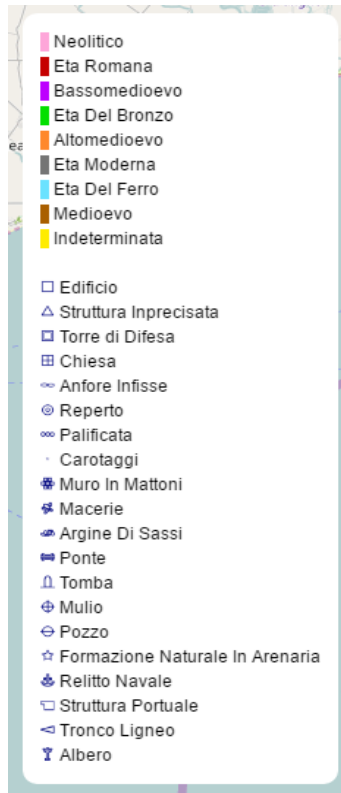 Neolitico
Eta Romana
Bassomedioevo
Eta Del Bronzo
Altomedioevo
Eta Moderna
Eta Del Ferro
Medioevo
Indeterminata
Edificio
Struttura Inprecisata
Torre di Difesa
Chiesa
Anfore Infisse
Reperto
Palificata
Carotaggi
Muro In Mattoni
Macerie
Argine Di Sassi
Ponte
Tomba
Mulio
Pozzo
Formazione Naturale In Arenaria
Relitto Navale
Struttura Portuale
Tronco Ligneo
Albero